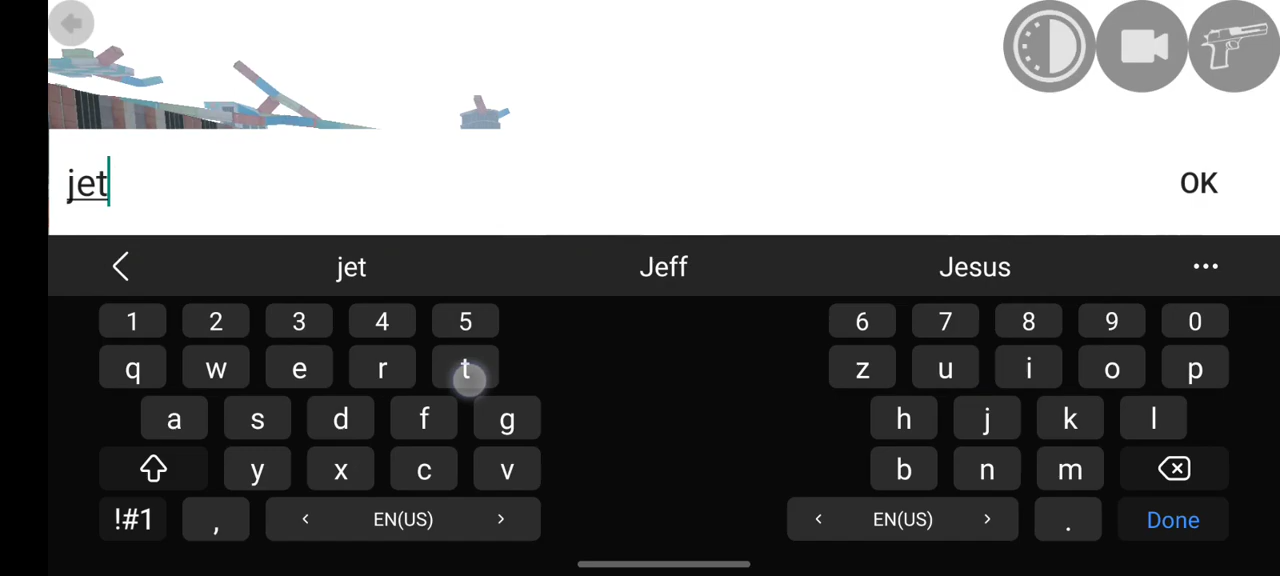 jet
OK
jet Jeff Jesus
1 2 3 4 5 6 7 8 9 0
q w e r t z u i o p
a s d f g h j k l
y x c v b n m
!#1 , < EN(US) > < EN(US) > . Done